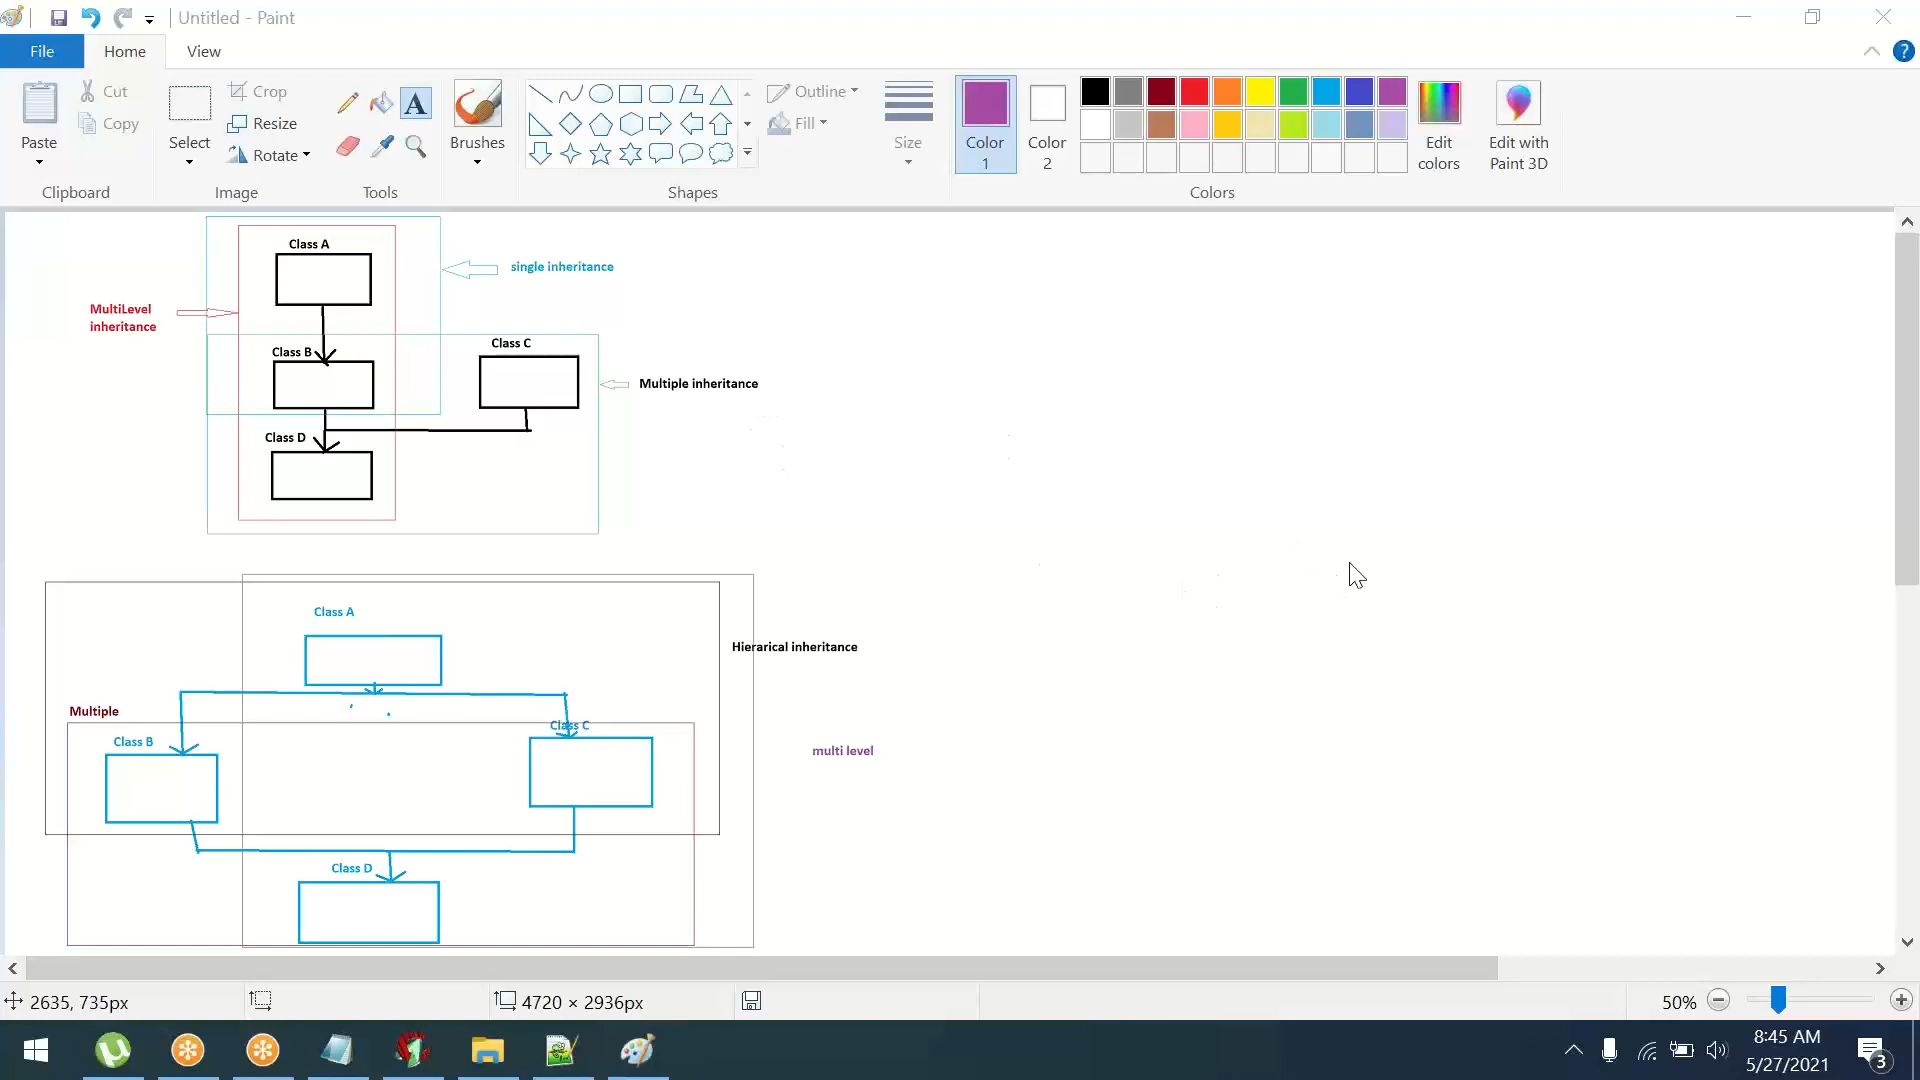 Untitled - Paint
File
Home
View
Paste
Cut
Copy
Clipboard
Select
Crop
Resize
Rotate
Image
A
Tools
Brushes
Shapes
Outline
Fill
Size
Color
1
Color
2
Edit
colors
Edit with
Paint 3D
Colors
?
Class A
single inheritance
MultiLevel
inheritance
Class B
Class C
Multiple inheritance
Class D
Class A
Hierarical inheritance
Multiple
Class B
Class C
multi level
Class D
2635, 735px
4720 × 2936px
50%
8:45 AM
5/27/2021
3